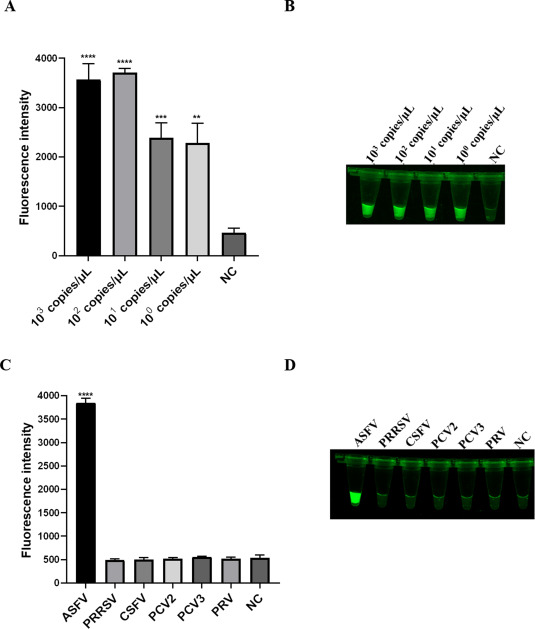 A
Fluorescence intensity
4000
3000
2000
1000
0
**** **** *** **
10³ copies/µL
10² copies/µL
10¹ copies/µL
10⁰ copies/µL
NC
B
10³ copies/µL
10² copies/µL
10¹ copies/µL
10⁰ copies/µL
NC
C
Fluorescence intensity
4000
3500
3000
2500
2000
1500
1000
500
0
****
ASFV
PRRSV
CSFV
PCV2
PCV3
PRV
NC
D
ASFV
PRRSV
CSFV
PCV2
PCV3
PRV
NC